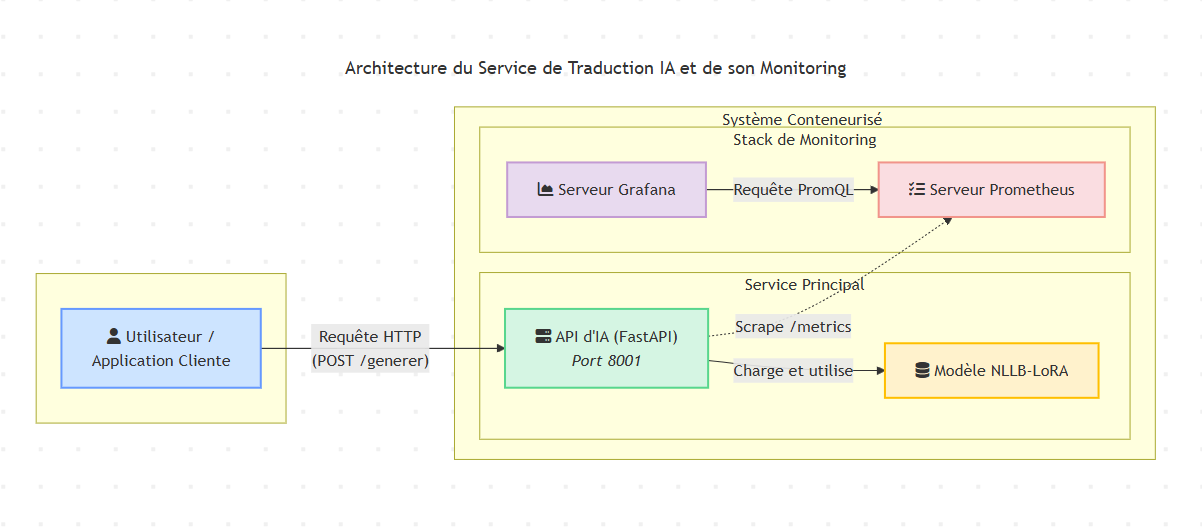 Architecture du Service de Traduction IA et de son Monitoring
Système Conteneurisé
Stack de Monitoring
Serveur Grafana
Requête PromQL
Serveur Prometheus
Service Principal
Utilisateur /
Application Cliente
Requête HTTP
(POST /generer)
API d'IA (FastAPI)
Port 8001
Scrape /metrics
Charge et utilise
Modèle NLLB-LoRA